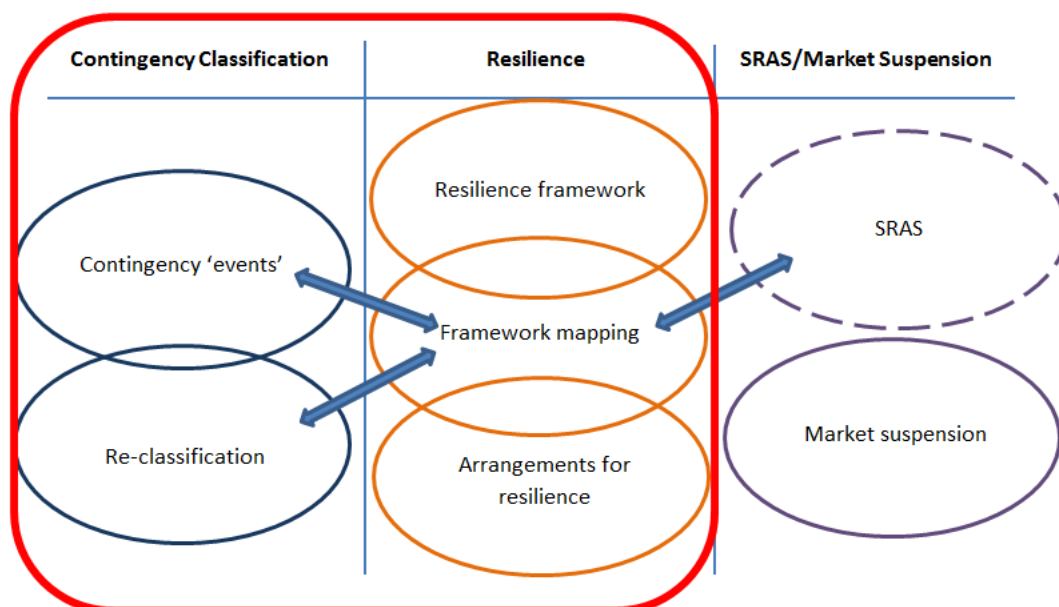 Contingency Classification
Resilience
SRAS/Market Suspension
Contingency ‘events’
Re-classification
Resilience framework
Framework mapping
Arrangements for
resilience
SRAS
Market suspension